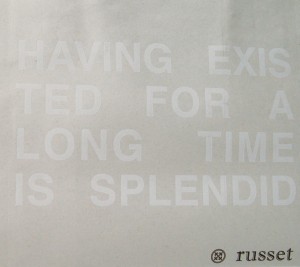 HAVING EXIS
TED FOR A
LONG TIME
IS SPLENDID
russet